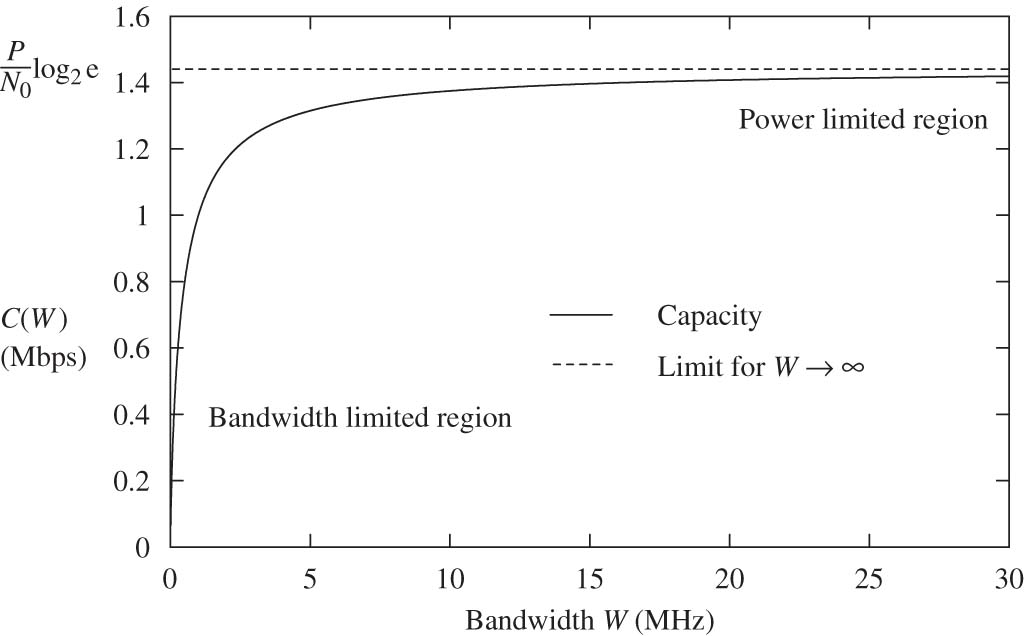 1.6
P/N₀ log₂ e
1.4
1.2
1
0.8
0.6
0.4
0.2
0
C(W)
(Mbps)
Power limited region
Capacity
Limit for W → ∞
Bandwidth limited region
0 5 10 15 20 25 30
Bandwidth W (MHz)